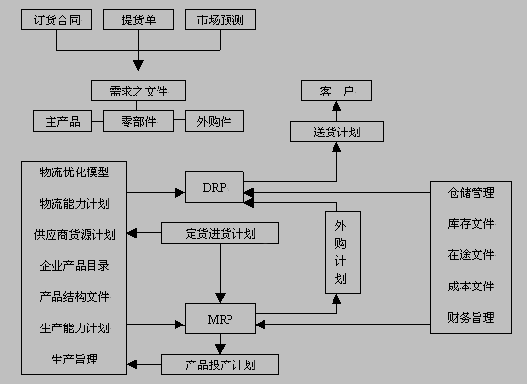 订货合同
提货单
市场预测
需求之文件
主产品
零部件
外购件
客 户
送货计划
物流优化模型
物流能力计划
供应商货源计划
企业产品目录
产品结构文件
生产能力计划
生产旨理
DRP
定货进货计划
MRP
产品投产计划
外购计划
仓储管理
库存文件
在途文件
成本文件
财务旨理